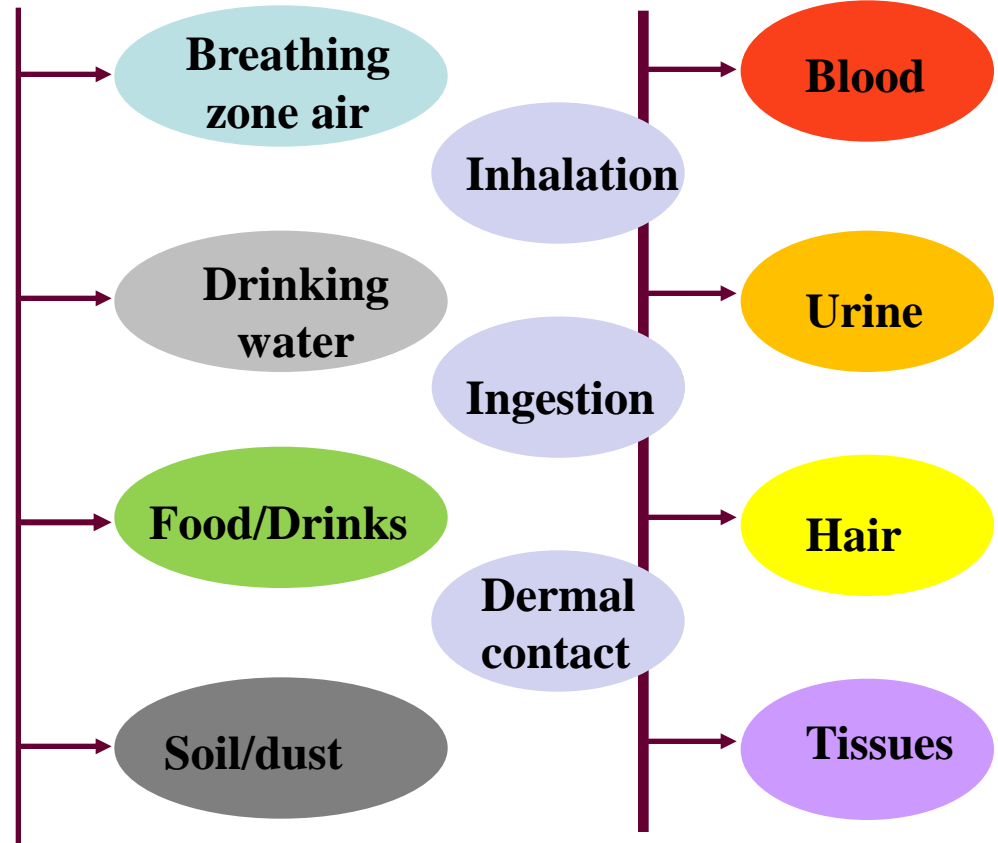 Breathing
zone air
Drinking
water
Food/Drinks
Soil/dust
Inhalation
Ingestion
Dermal
contact
Blood
Urine
Hair
Tissues